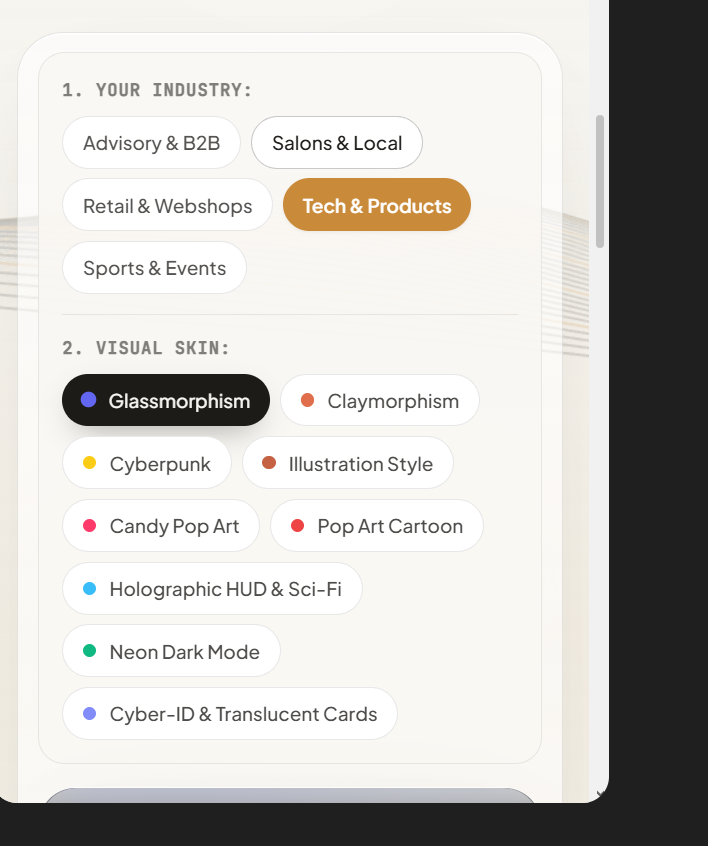 1. YOUR INDUSTRY:
Advisory & B2B
Salons & Local
Retail & Webshops
Tech & Products
Sports & Events
2. VISUAL SKIN:
Glassmorphism
Claymorphism
Cyberpunk
Illustration Style
Candy Pop Art
Pop Art Cartoon
Holographic HUD & Sci-Fi
Neon Dark Mode
Cyber-ID & Translucent Cards